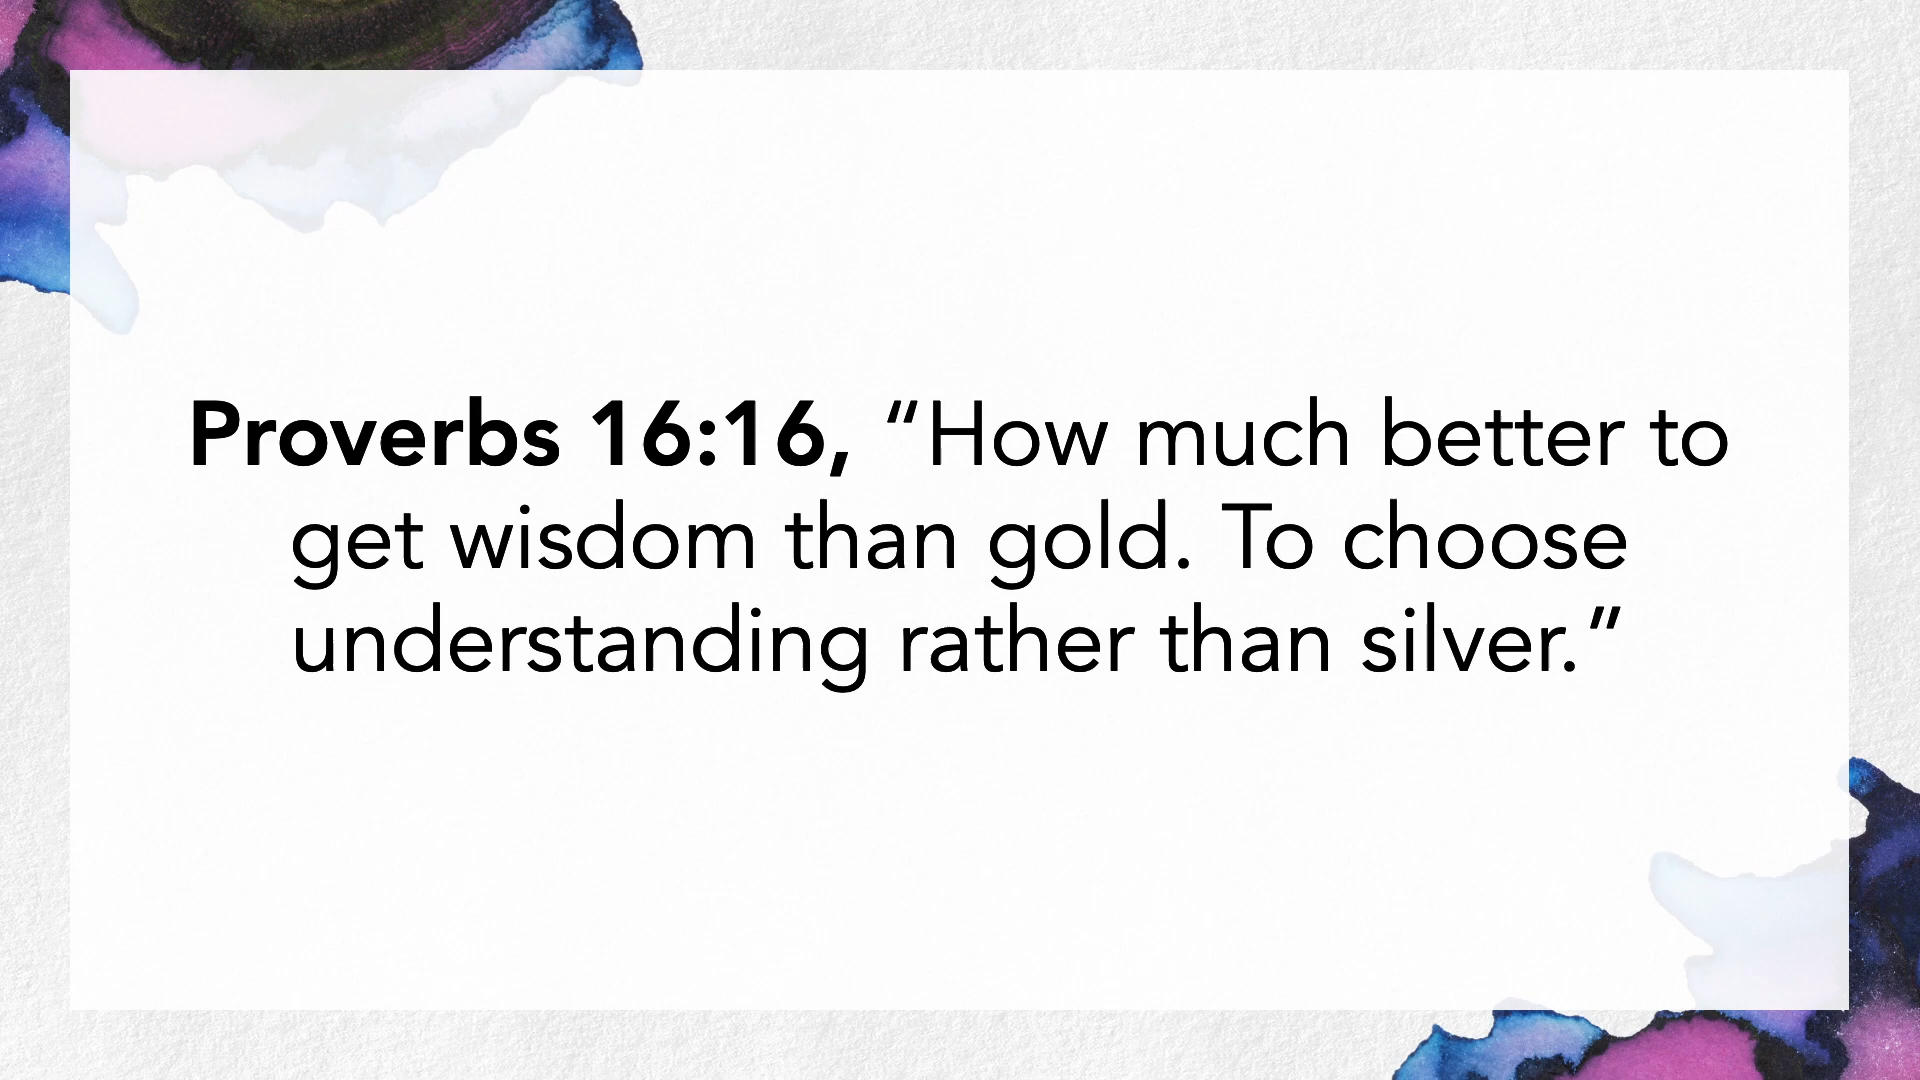 Proverbs 16:16, “How much better to
get wisdom than gold. To choose
understanding rather than silver.”